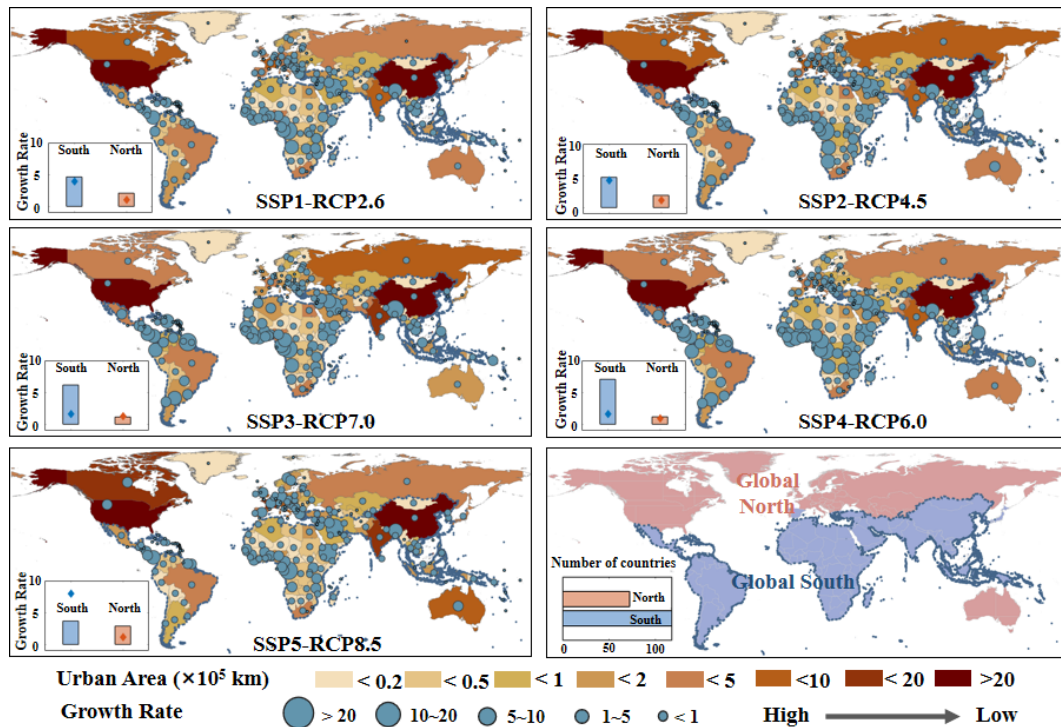 10
South North
5
0
Growth Rate
SSP1-RCP2.6
10
South North
5
0
Growth Rate
SSP2-RCP4.5
10
South North
5
0
Growth Rate
SSP3-RCP7.0
10
South North
5
0
Growth Rate
SSP4-RCP6.0
10
South North
5
0
Growth Rate
SSP5-RCP8.5
Global
North
Global South
Number of countries
North
South
0 50 100
Urban Area (×10⁵ km) < 0.2 < 0.5 < 1 < 2 < 5 <10 < 20 >20
Growth Rate > 20 10~20 5~10 1~5 < 1 High Low